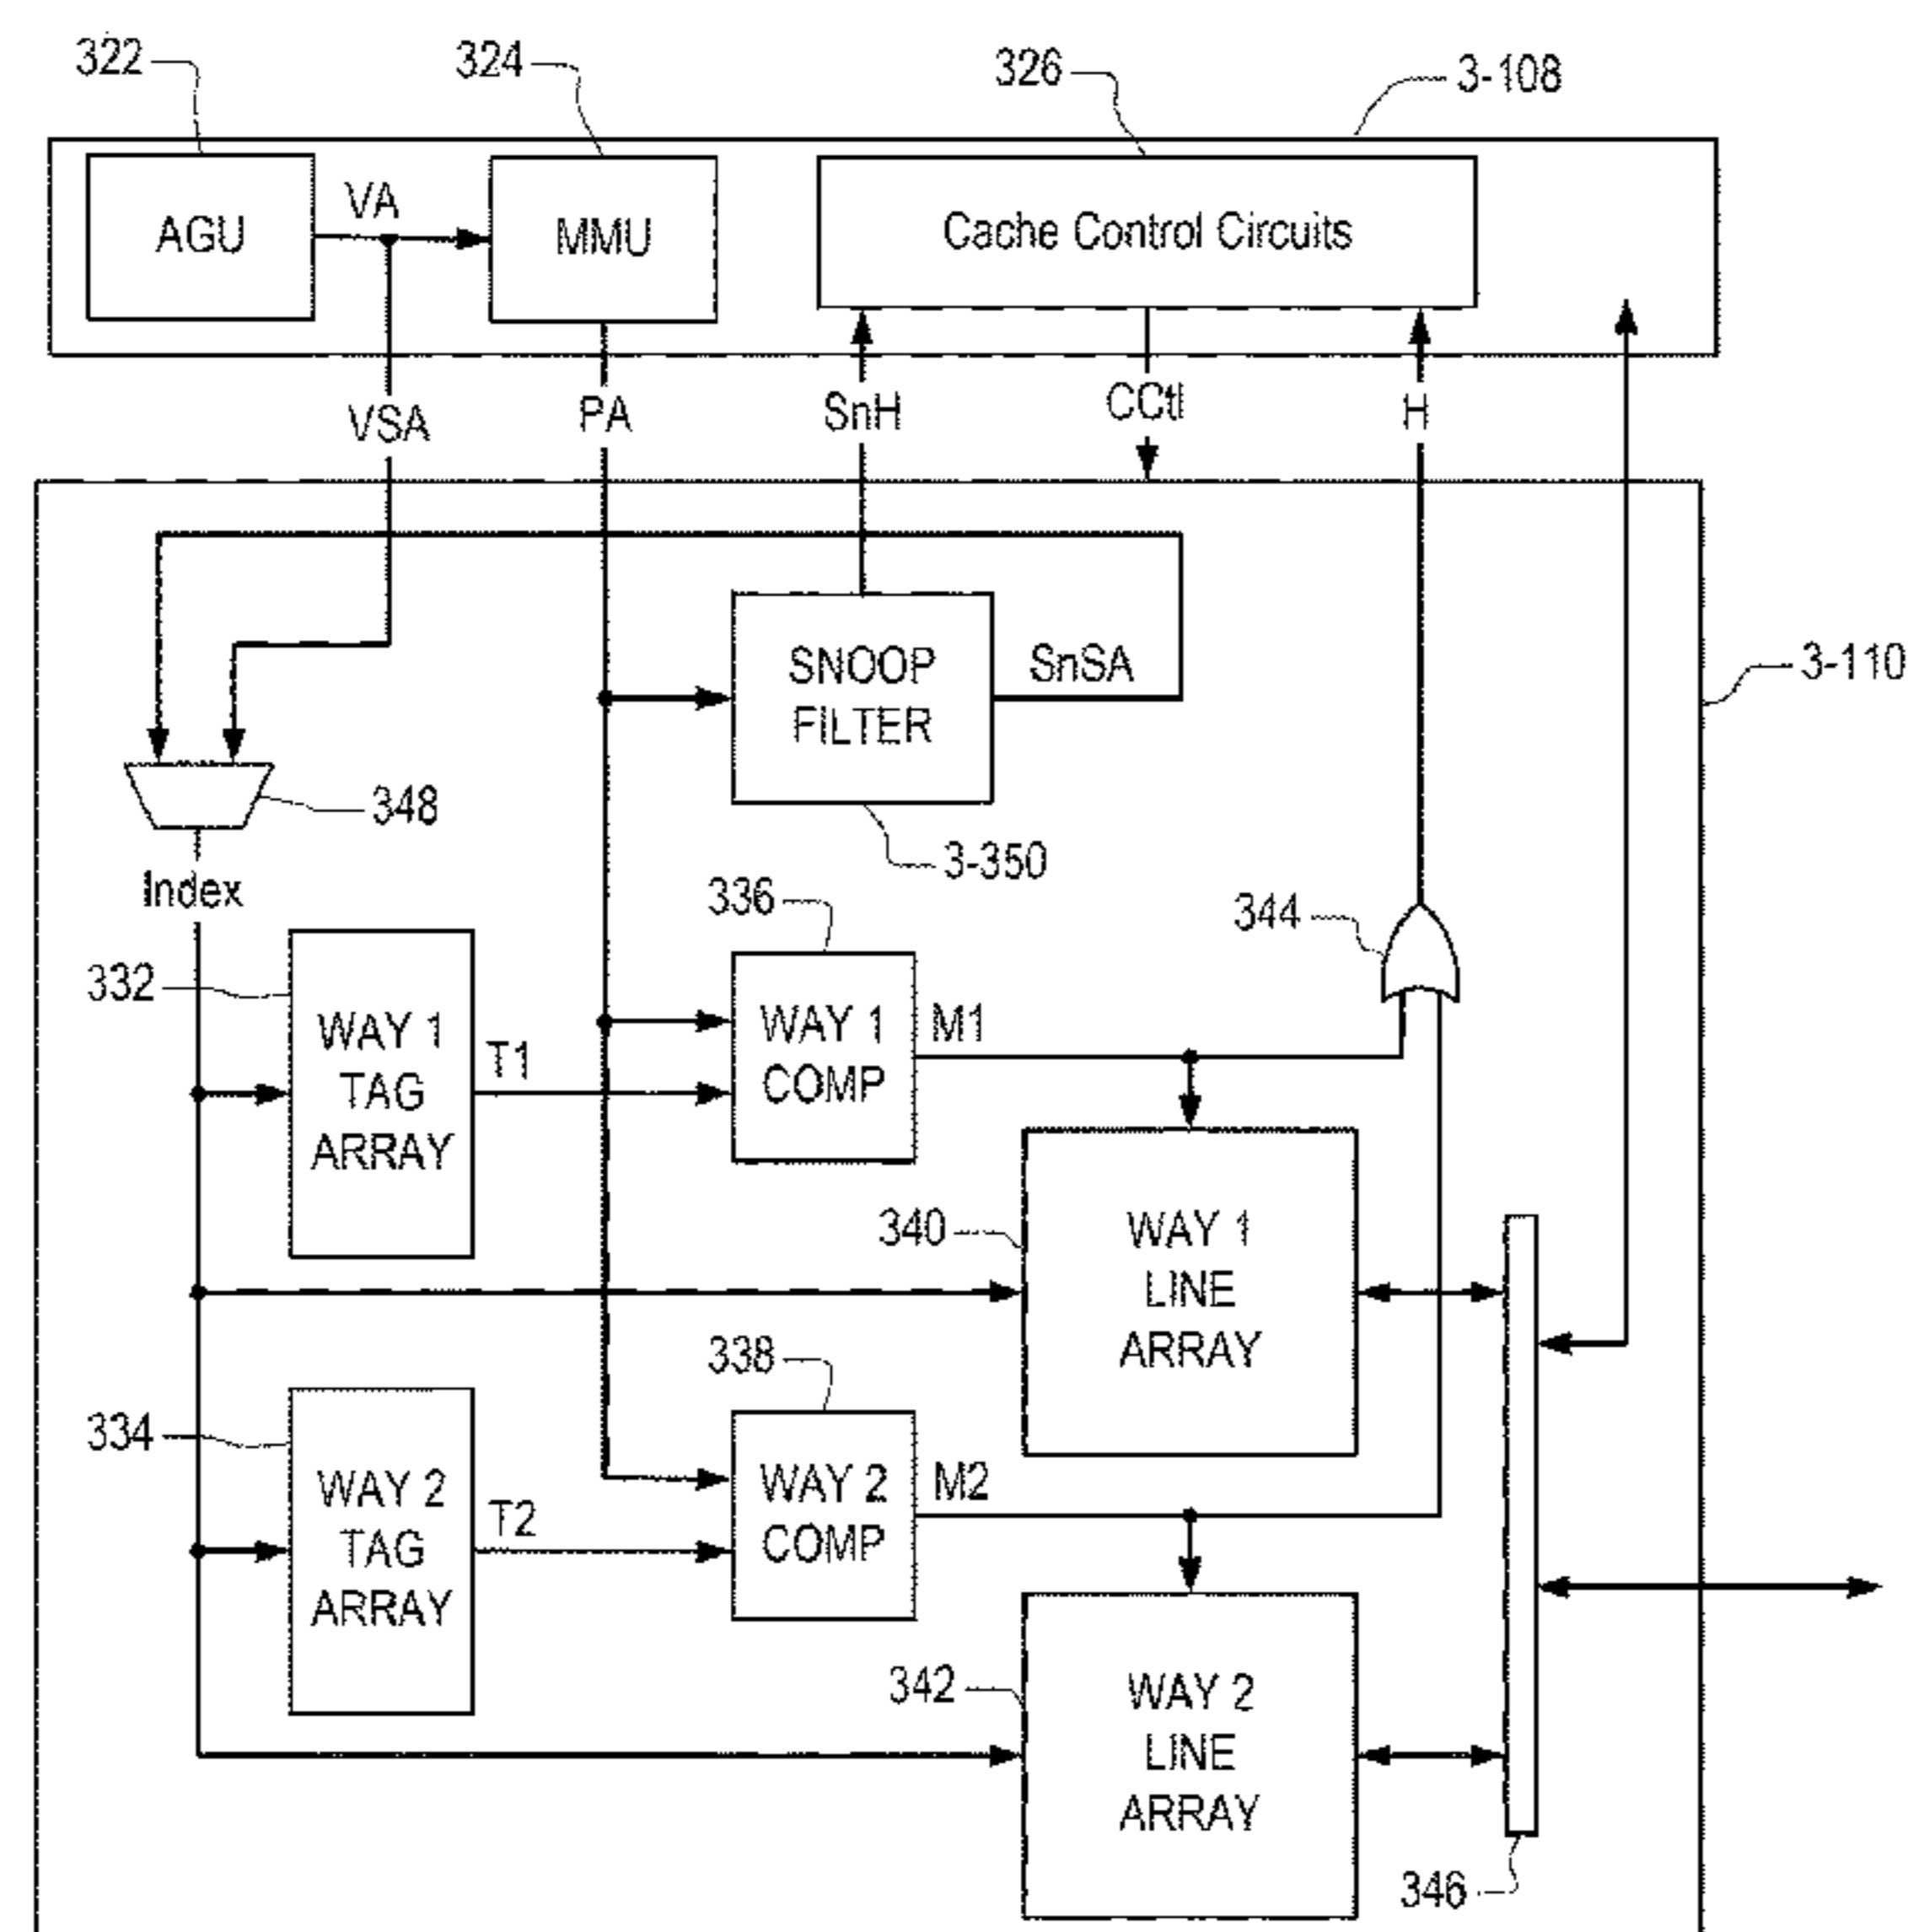 322
324
326
3-108
AGU
VA
MMU
Cache Control Circuits
VSA
PA
SnH
CCtl
H
SNOOP
FILTER
SnSA
3-110
348
3-350
Index
336
344
332
WAY 1
TAG
ARRAY
T1
WAY 1
COMP
M1
340
WAY 1
LINE
ARRAY
338
334
WAY 2
TAG
ARRAY
T2
WAY 2
COMP
M2
342
WAY 2
LINE
ARRAY
346